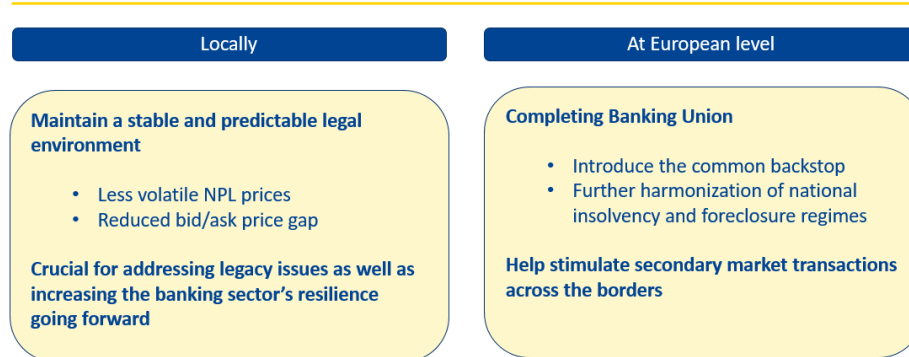 Locally
Maintain a stable and predictable legal
environment
• Less volatile NPL prices
• Reduced bid/ask price gap
Crucial for addressing legacy issues as well as
increasing the banking sector's resilience
going forward
At European level
Completing Banking Union
• Introduce the common backstop
• Further harmonization of national
insolvency and foreclosure regimes
Help stimulate secondary market transactions
across the borders